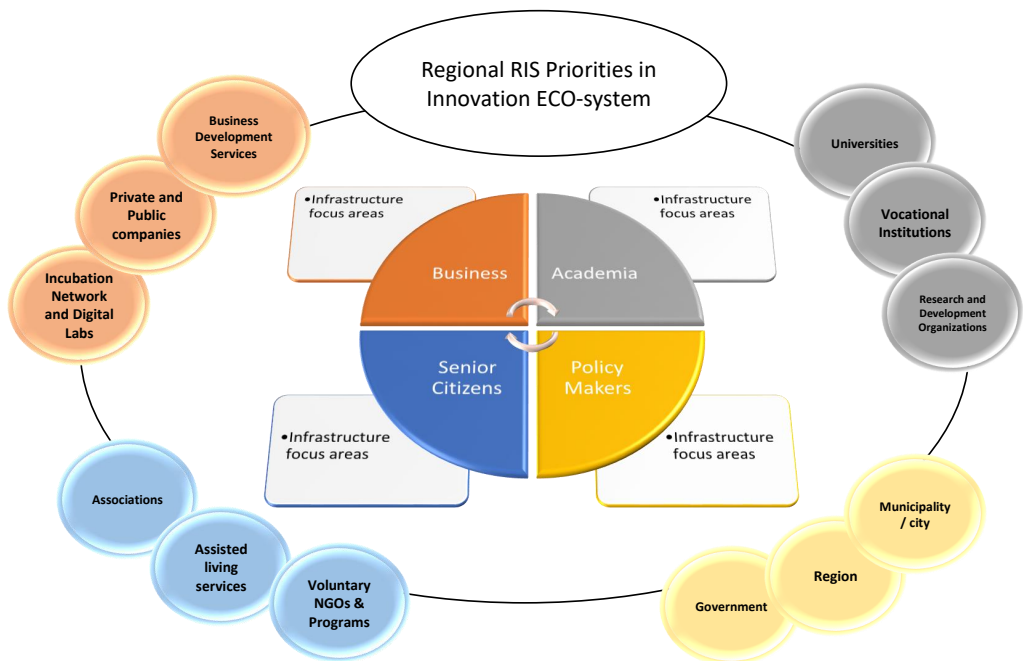 Regional RIS Priorities in
Innovation ECO-system
Business
Development
Services
Private and
Public
companies
Incubation
Network
and Digital
Labs
Universities
Vocational
Institutions
Research and
Development
Organizations
•Infrastructure
focus areas
•Infrastructure
focus areas
Business
Academia
Senior
Citizens
Policy
Makers
•Infrastructure
focus areas
•Infrastructure
focus areas
Associations
Assisted
living
services
Voluntary
NGOs &
Programs
Municipality
/ city
Region
Government